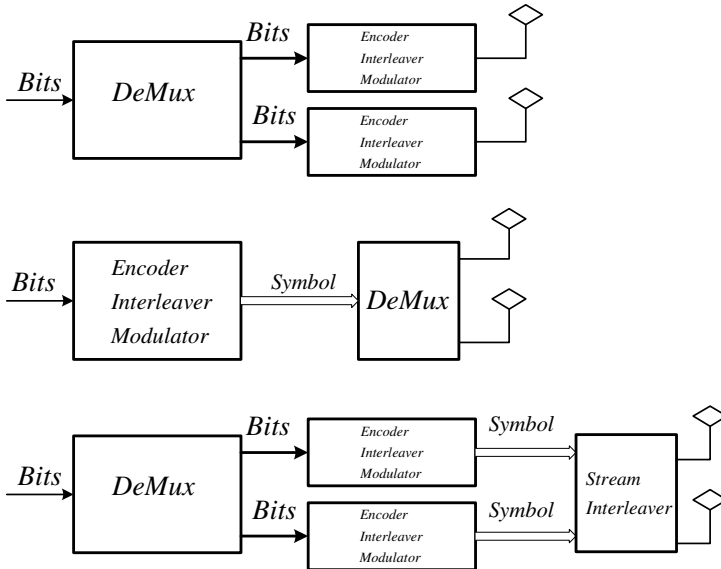 Bits
DeMux
Bits
Encoder
Interleaver
Modulator
Bits
Encoder
Interleaver
Modulator
Bits
Encoder
Interleaver
Modulator
Symbol
DeMux
Bits
DeMux
Bits
Encoder
Interleaver
Modulator
Symbol
Bits
Encoder
Interleaver
Modulator
Symbol
Stream
Interleaver